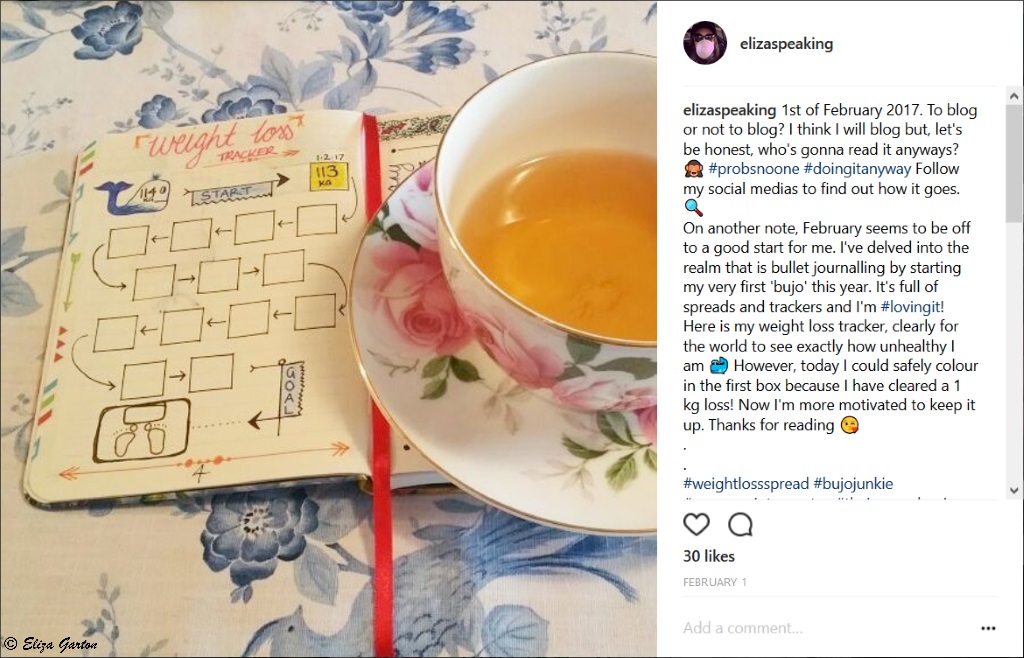 weight loss
TRACKER
1·2·17
114.0
START
113
KG
GOAL
4
© Eliza Garton
elizaspeaking
elizaspeaking 1st of February 2017. To blog
or not to blog? I think I will blog but, let's
be honest, who's gonna read it anyways?
🙊 #probsnoone #doingitanyway Follow
my social medias to find out how it goes.
🔍
On another note, February seems to be off
to a good start for me. I've delved into the
realm that is bullet journalling by starting
my very first 'bujo' this year. It's full of
spreads and trackers and I'm #lovingit!
Here is my weight loss tracker, clearly for
the world to see exactly how unhealthy I
am 🐳 However, today I could safely colour
in the first box because I have cleared a 1
kg loss! Now I'm more motivated to keep it
up. Thanks for reading 😘
.
.
#weightlossspread #bujojunkie
30 likes
FEBRUARY 1
Add a comment...